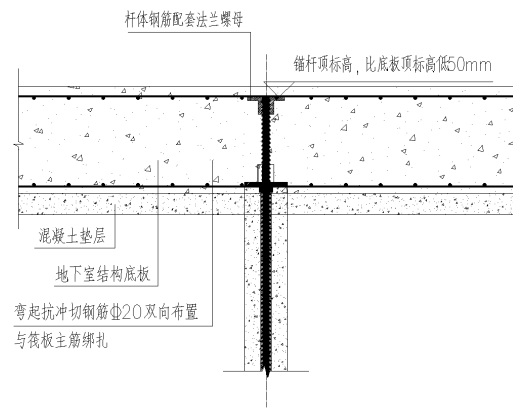 杆体钢筋配套法兰螺母
锚杆顶标高，比底板顶标高低50mm
混凝土垫层
地下室结构底板
弯起抗冲切钢筋ф20双向布置
与筏板主筋绑扎